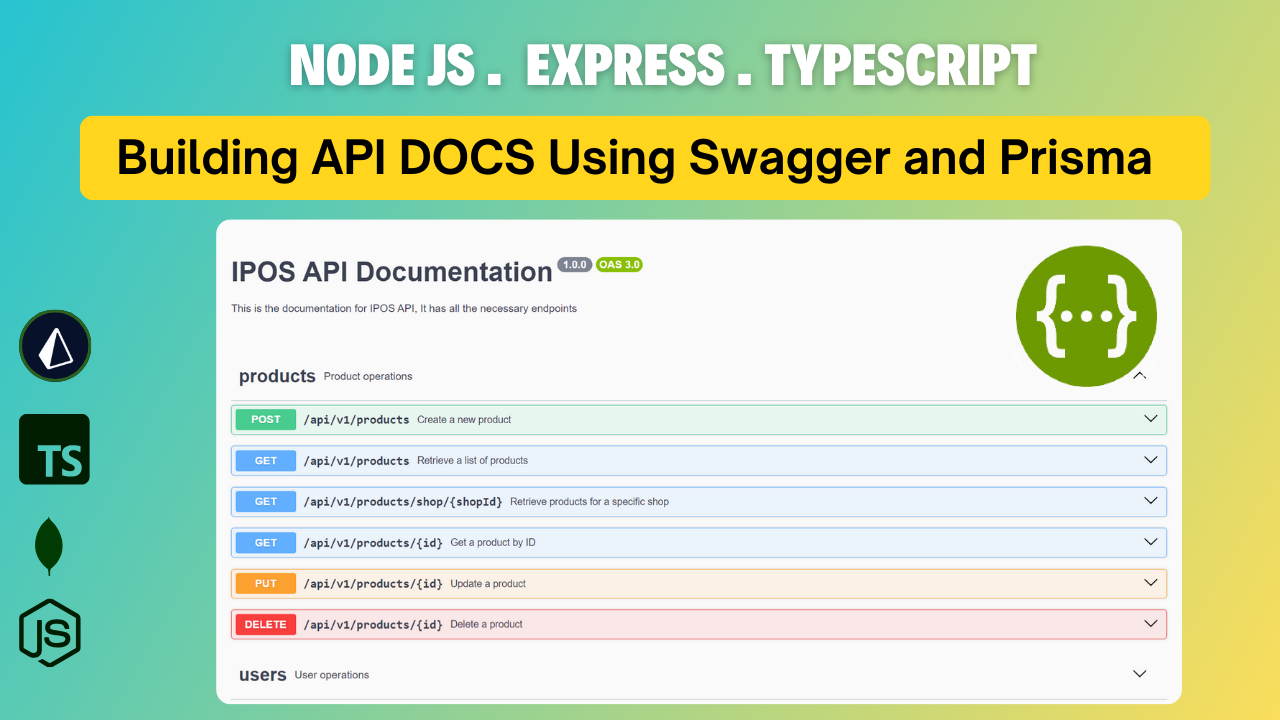 NODE JS . EXPRESS . TYPESCRIPT
Building API DOCS Using Swagger and Prisma
IPOS API Documentation 1.0.0 OAS 3.0
This is the documentation for IPOS API, It has all the necessary endpoints
{...}
products Product operations
POST /api/v1/products Create a new product
GET /api/v1/products Retrieve a list of products
GET /api/v1/products/shop/{shopId} Retrieve products for a specific shop
GET /api/v1/products/{id} Get a product by ID
PUT /api/v1/products/{id} Update a product
DELETE /api/v1/products/{id} Delete a product
users User operations
TS
JS